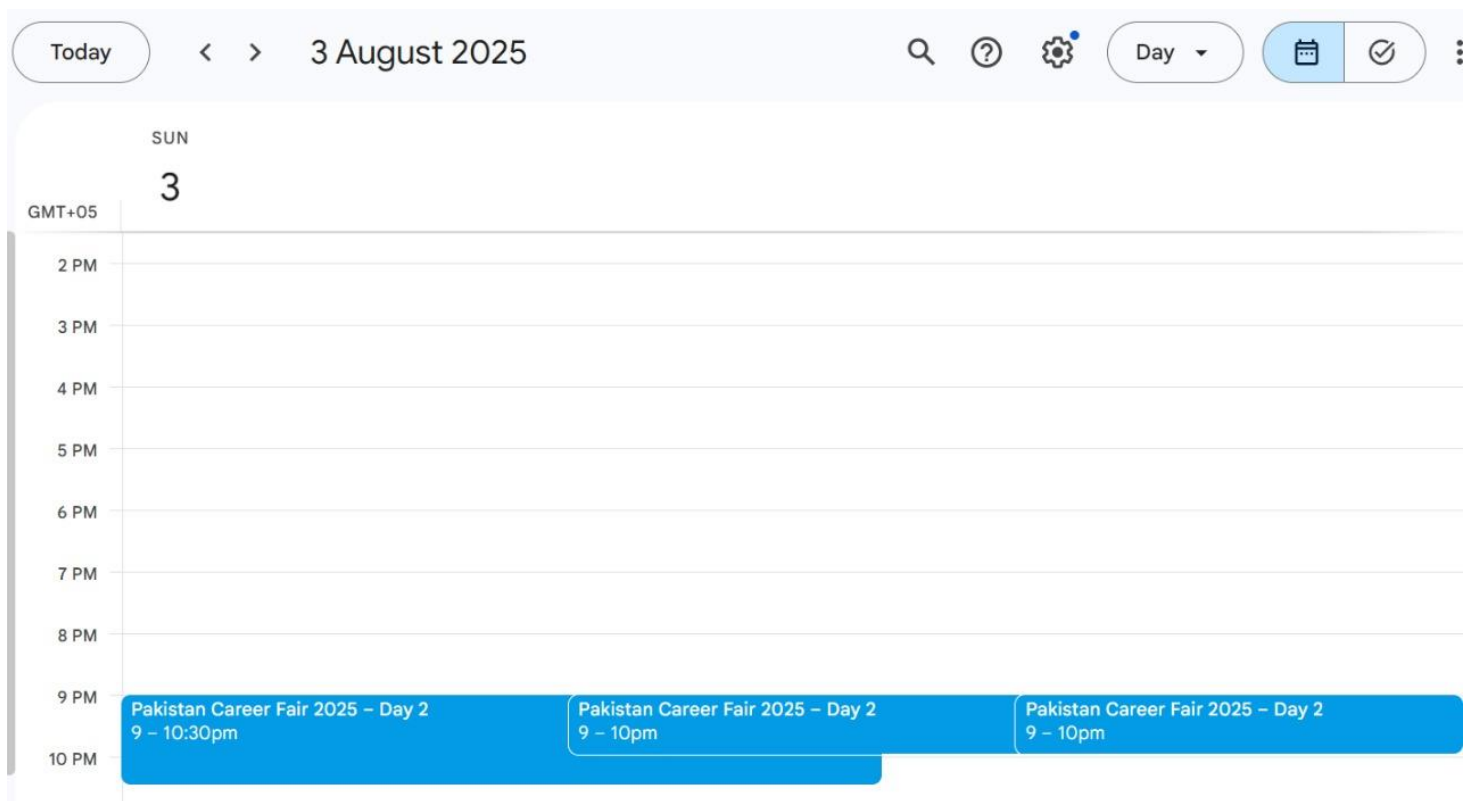 Today
3 August 2025
Day
SUN
3
GMT+05
2 PM
3 PM
4 PM
5 PM
6 PM
7 PM
8 PM
9 PM
Pakistan Career Fair 2025 – Day 2
9 – 10:30pm
Pakistan Career Fair 2025 – Day 2
9 – 10pm
Pakistan Career Fair 2025 – Day 2
9 – 10pm
10 PM